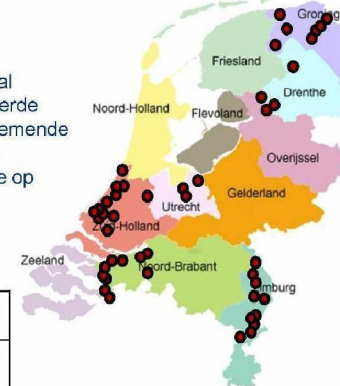 al
erde
emende
e op
Groning
Friesland
Drenthe
Noord-Holland
Flevoland
Overijssel
Gelderland
Utrecht
Zuid-Holland
Zeeland
Noord-Brabant
Limburg